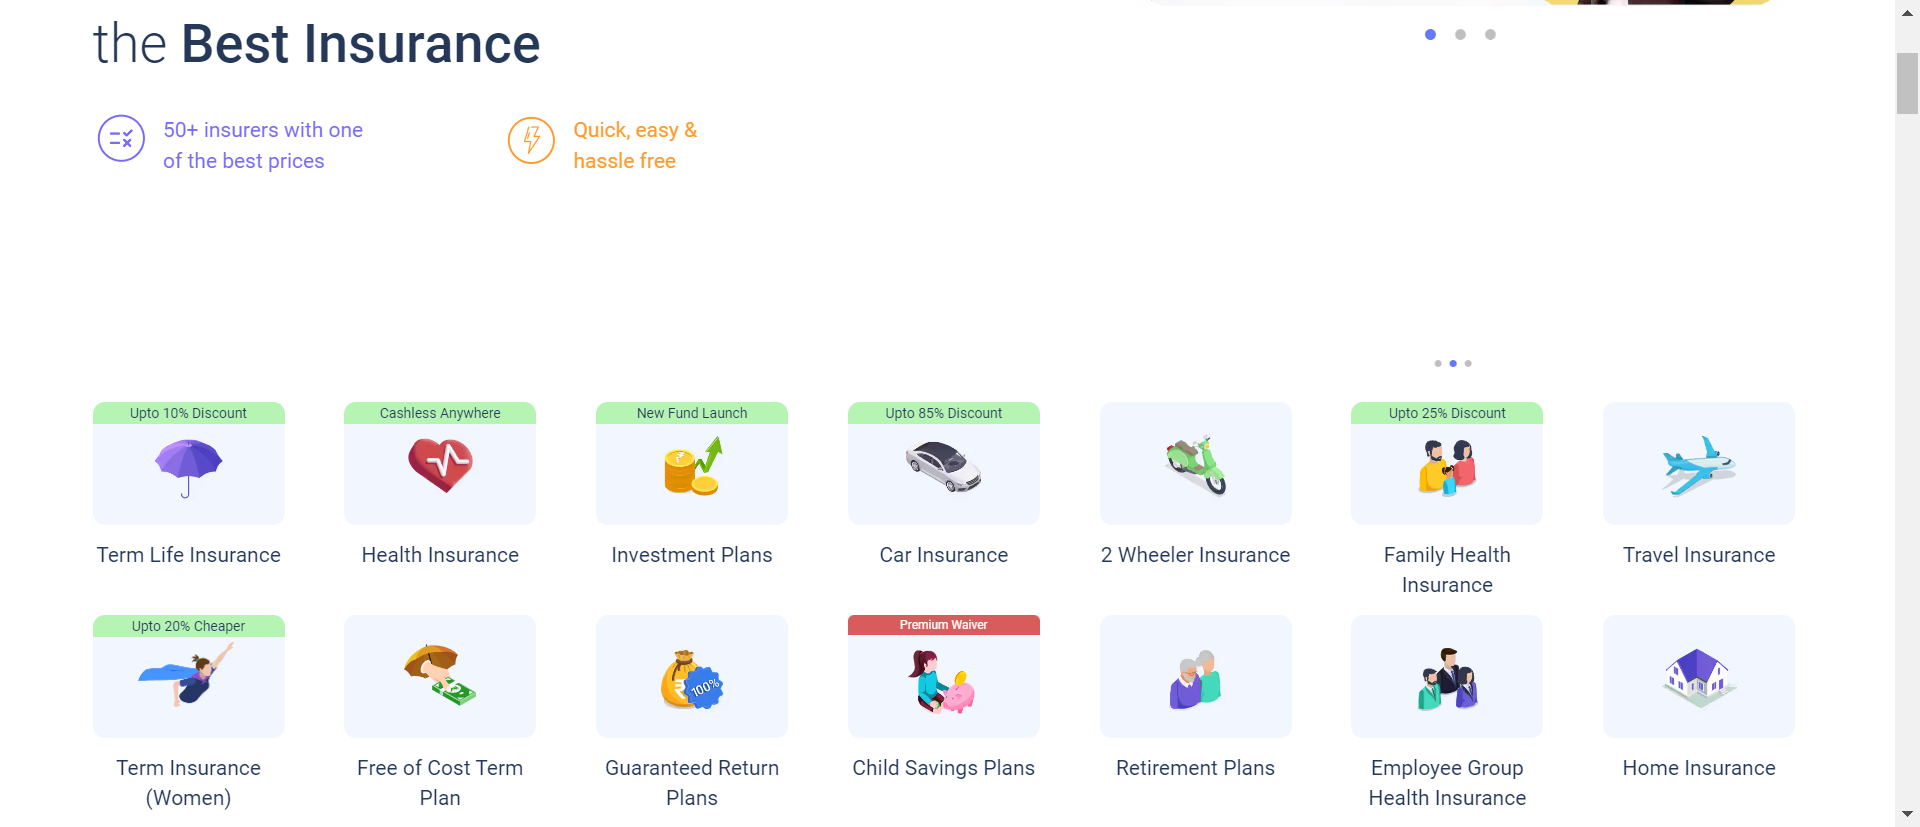 the Best Insurance
50+ insurers with one
of the best prices
Quick, easy &
hassle free
Upto 10% Discount
Cashless Anywhere
New Fund Launch
Upto 85% Discount
Upto 25% Discount
Term Life Insurance
Health Insurance
Investment Plans
Car Insurance
2 Wheeler Insurance
Family Health
Insurance
Travel Insurance
Upto 20% Cheaper
Premium Waiver
₹
100%
Term Insurance
(Women)
Free of Cost Term
Plan
Guaranteed Return
Plans
Child Savings Plans
Retirement Plans
Employee Group
Health Insurance
Home Insurance